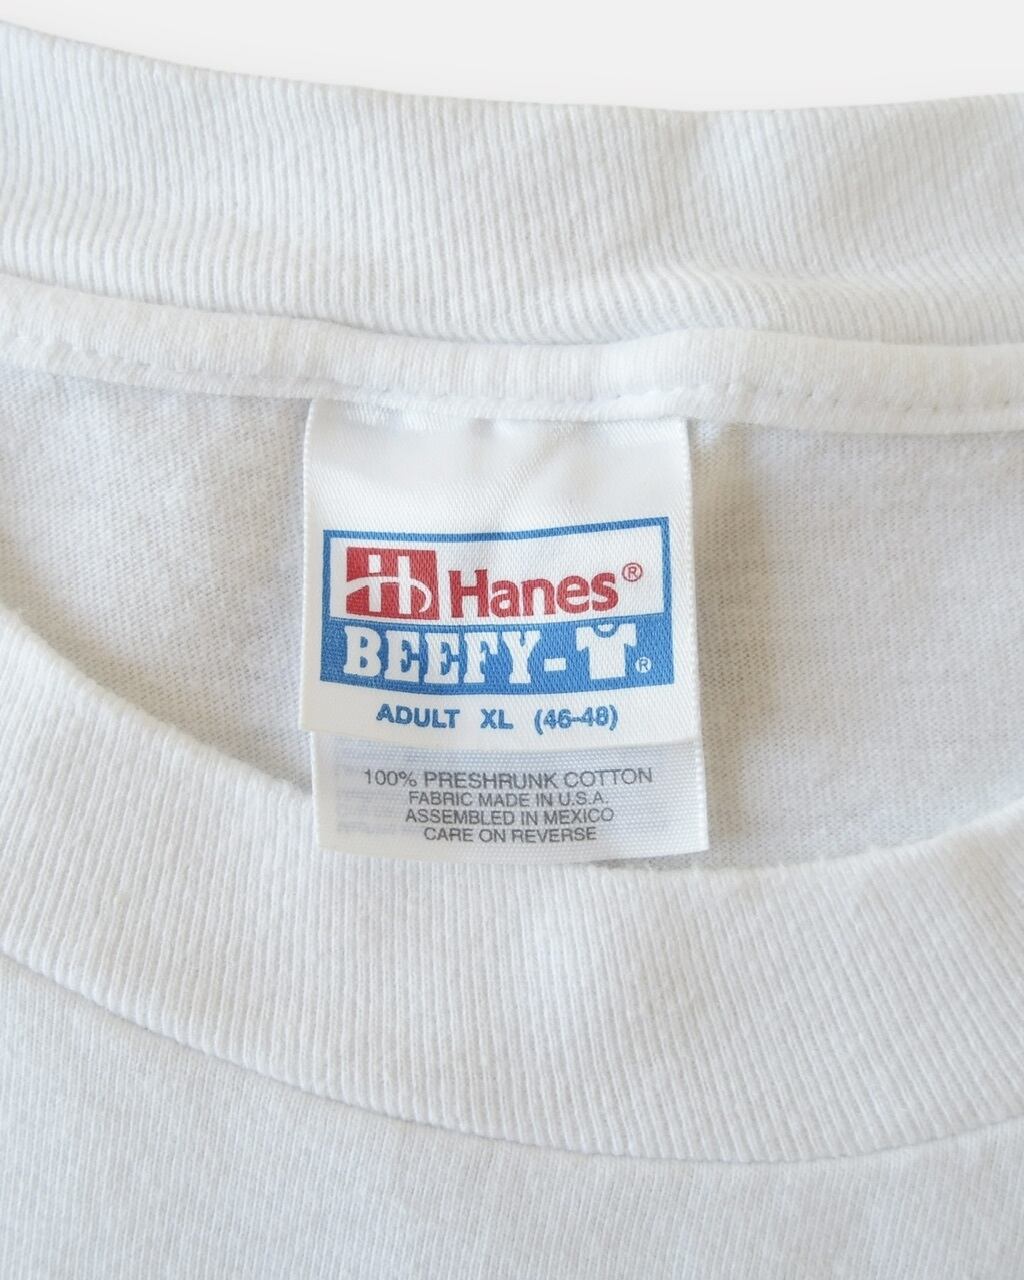 Hanes®
BEEFY-T®
ADULT XL (46-48)
100% PRESHRUNK COTTON
FABRIC MADE IN U.S.A.
ASSEMBLED IN MEXICO
CARE ON REVERSE